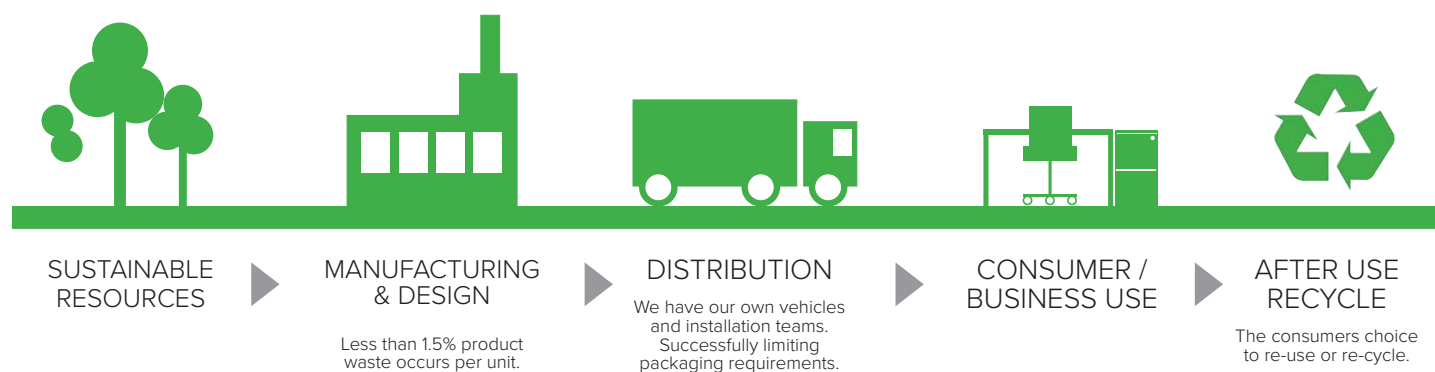 SUSTAINABLE
RESOURCES
MANUFACTURING
& DESIGN
Less than 1.5% product
waste occurs per unit.
DISTRIBUTION
We have our own vehicles
and installation teams.
Successfully limiting
packaging requirements.
CONSUMER /
BUSINESS USE
AFTER USE
RECYCLE
The consumers choice
to re-use or re-cycle.